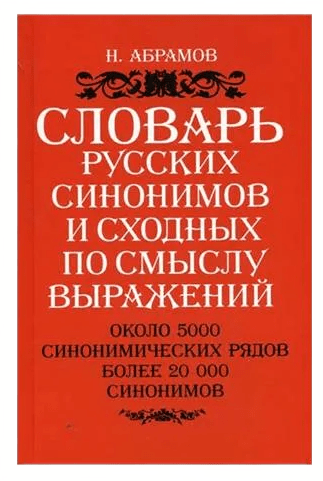 Н. АБРАМОВ
СЛОВАРЬ
РУССКИХ
СИНОНИМОВ
И СХОДНЫХ
ПО СМЫСЛУ
ВЫРАЖЕНИЙ
ОКОЛО 5000
СИНОНИМИЧЕСКИХ РЯДОВ
БОЛЕЕ 20 000
СИНОНИМОВ